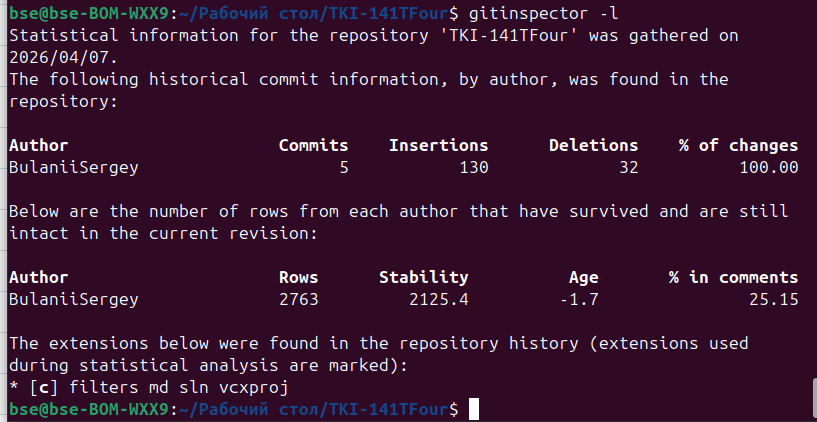 bse@bse-BOM-WXX9:~/Рабочий стол/TKI-141TFour$ gitinspector -l
Statistical information for the repository 'TKI-141TFour' was gathered on
2026/04/07.
The following historical commit information, by author, was found in the
repository:
Author Commits Insertions Deletions % of changes
BulaniiSergey 5 130 32 100.00
Below are the number of rows from each author that have survived and are still
intact in the current revision:
Author Rows Stability Age % in comments
BulaniiSergey 2763 2125.4 -1.7 25.15
The extensions below were found in the repository history (extensions used
during statistical analysis are marked):
* [c] filters md sln vcxproj
bse@bse-BOM-WXX9:~/Рабочий стол/TKI-141TFour$